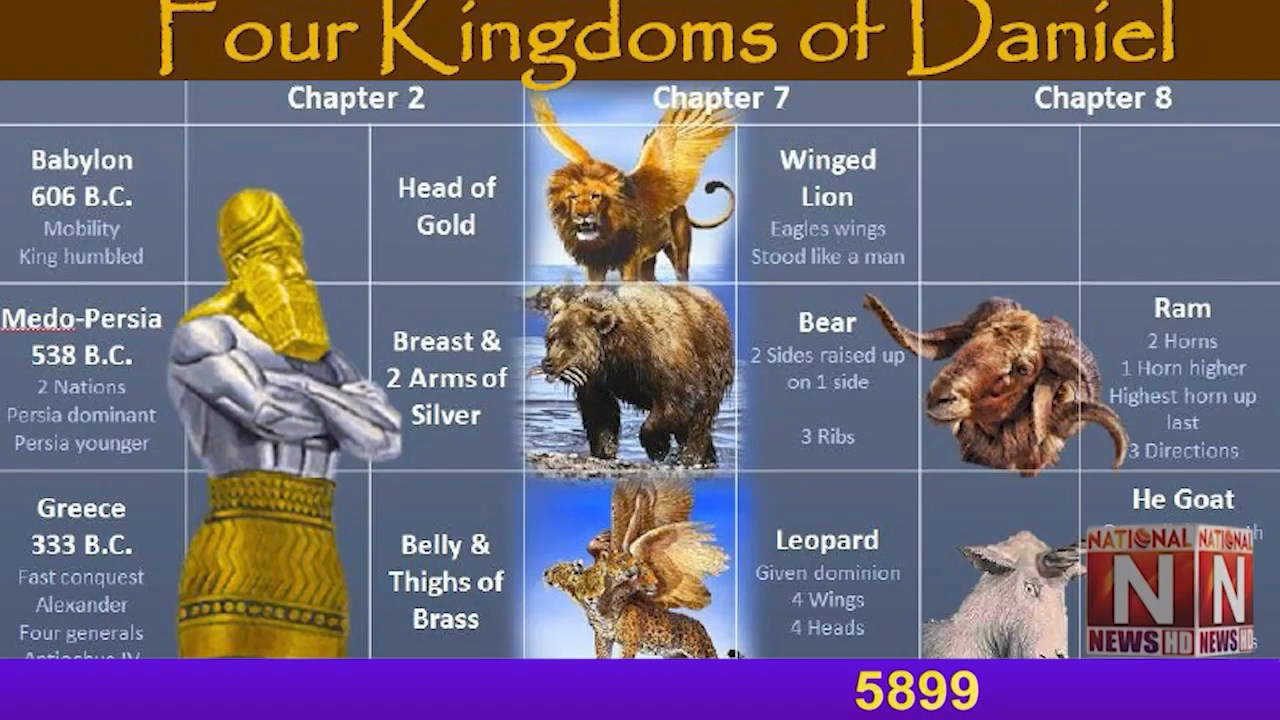 Four Kingdoms of Daniel
Chapter 2
Chapter 7
Chapter 8
Babylon
606 B.C.
Mobility
King humbled
Head of
Gold
Winged
Lion
Eagles wings
Stood like a man
Medo-Persia
538 B.C.
2 Nations
Persia dominant
Persia younger
Breast &
2 Arms of
Silver
Bear
2 Sides raised up
on 1 side
3 Ribs
Ram
2 Horns
1 Horn higher
Highest horn up
last
3 Directions
Greece
333 B.C.
Fast conquest
Alexander
Four generals
Antiochus IV
Belly &
Thighs of
Brass
Leopard
Given dominion
4 Wings
4 Heads
He Goat
NATIONAL NATIONAL
N N
NEWS HD NEWS HD
5899